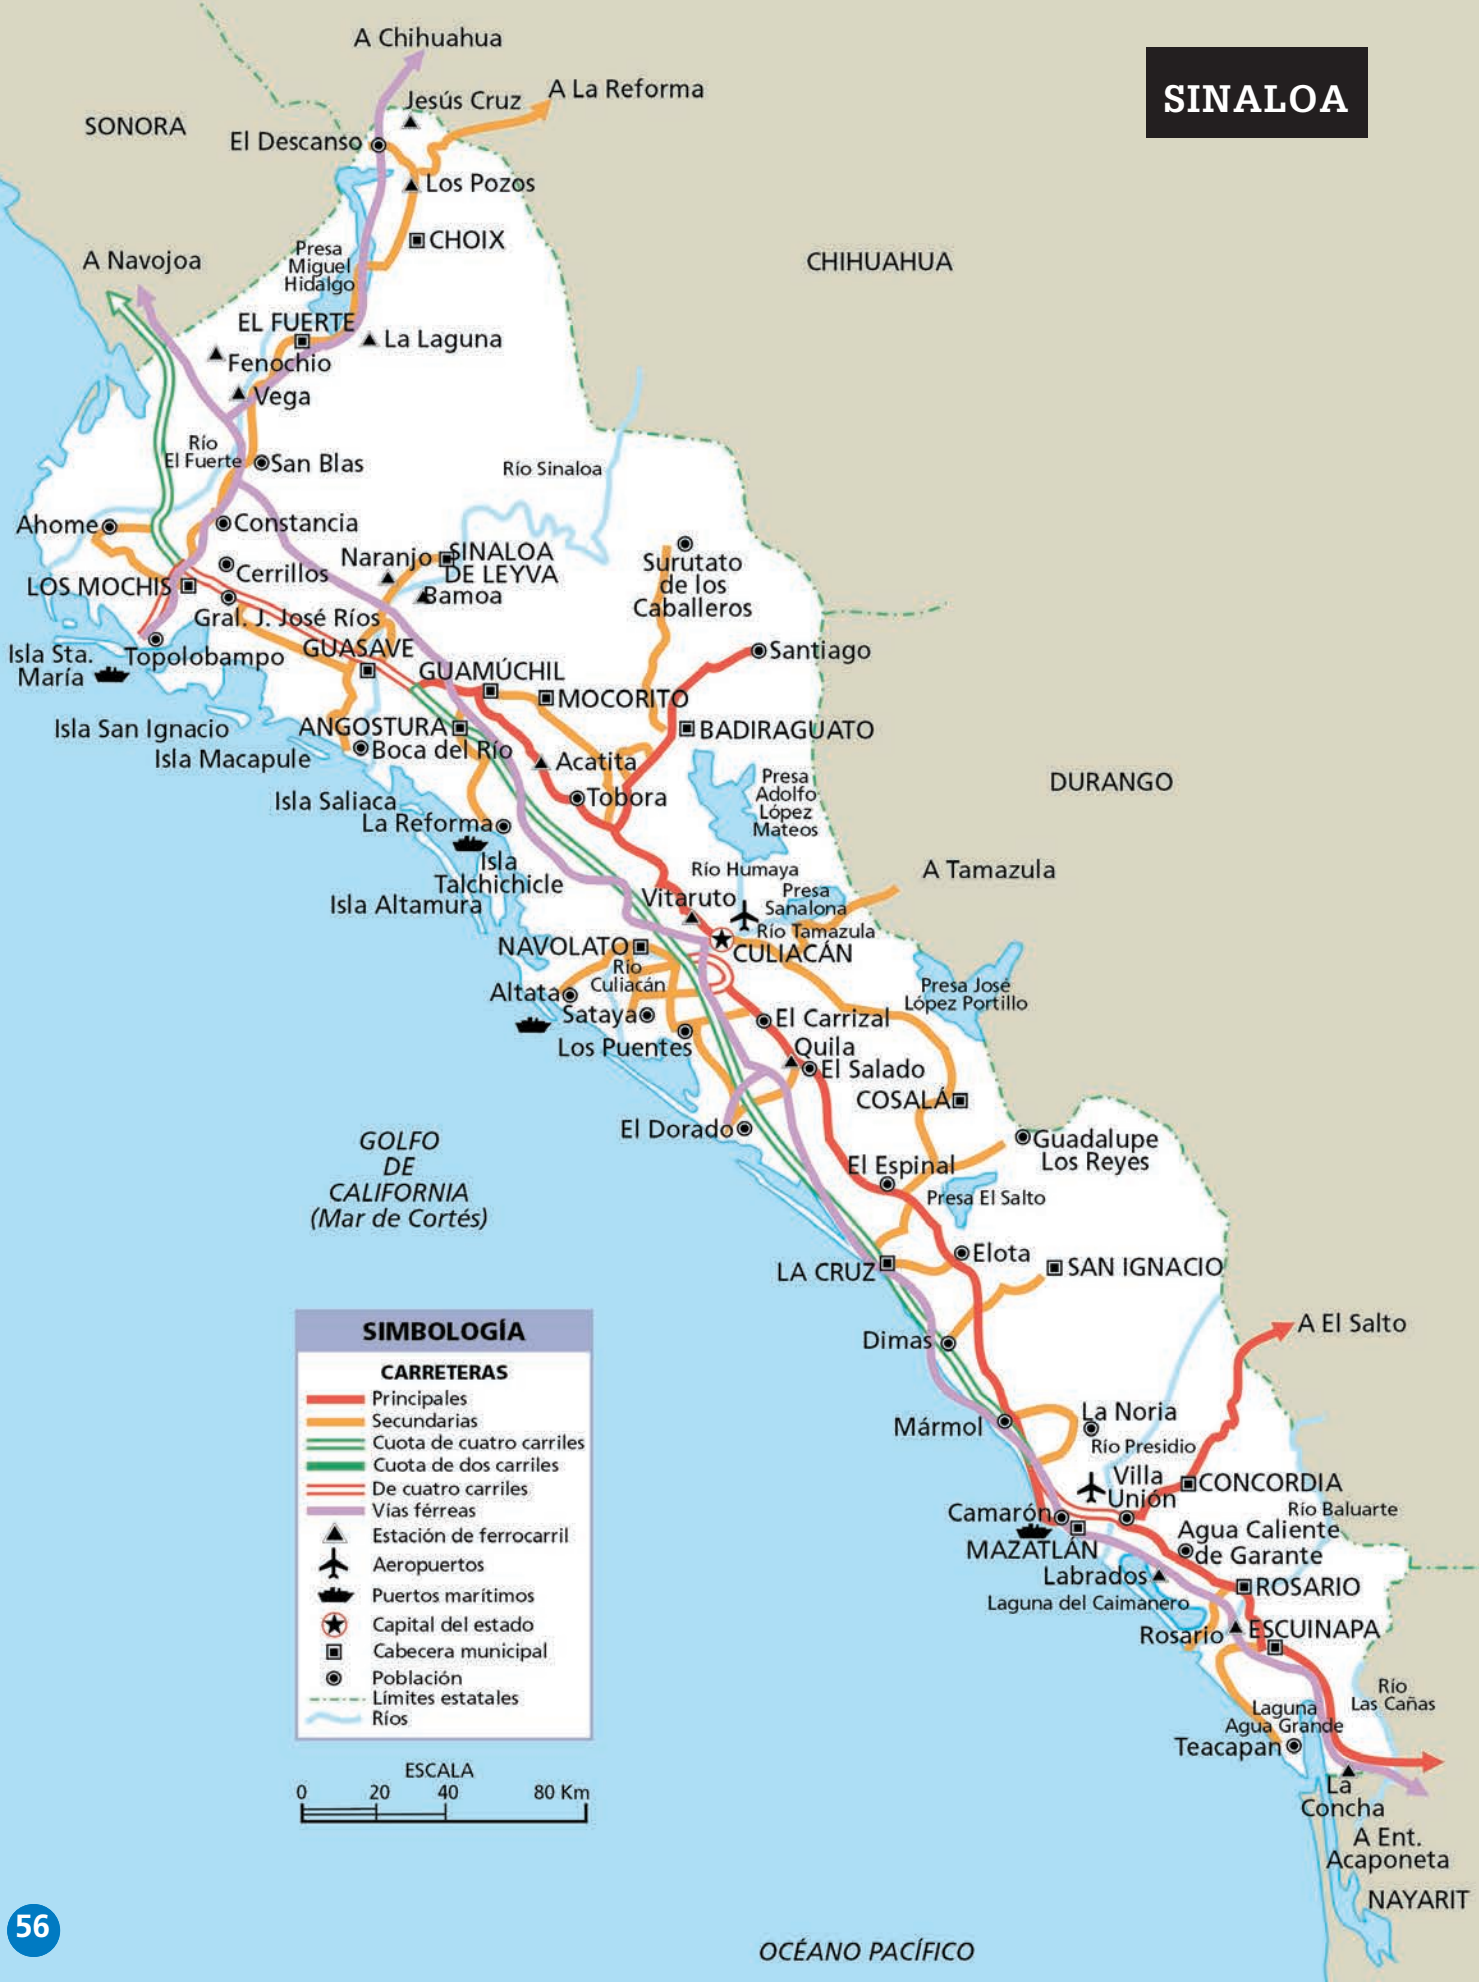 SINALOA
A Chihuahua
A La Reforma
Jesús Cruz
SONORA
El Descanso
Los Pozos
CHOIX
Presa
Miguel
Hidalgo
CHIHUAHUA
A Navojoa
EL FUERTE
La Laguna
Fenochio
Vega
Río
El Fuerte
San Blas
Río Sinaloa
Ahome
Constancia
Naranjo
SINALOA
DE LEYVA
Cerrillos
Bamoa
Surutato
de los
Caballeros
LOS MOCHIS
Gral. J. José Ríos
GUASAVE
Isla Sta.
María
Topolobampo
Santiago
GUAMÚCHIL
MOCORITO
Isla San Ignacio
ANGOSTURA
BADIRAGUATO
Boca del Río
Isla Macapule
Acatita
DURANGO
Presa
Adolfo
López
Mateos
Isla Saliaca
Tobora
La Reforma
Isla
Talchichicle
Isla Altamura
Río Humaya
A Tamazula
Vitaruto
Presa
Sanalona
Río Tamazula
CULIACÁN
NAVOLATO
Río
Culiacán
Altata
Presa José
López Portillo
Sataya
El Carrizal
Los Puentes
Quila
El Salado
COSALÁ
El Dorado
GOLFO
DE
CALIFORNIA
(Mar de Cortés)
Guadalupe
Los Reyes
El Espinal
Presa El Salto
Elota
LA CRUZ
SAN IGNACIO
Dimas
A El Salto
Mármol
La Noria
Río Presidio
Villa
Unión
CONCORDIA
Camarón
Río Baluarte
MAZATLÁN
Agua Caliente
de Garante
Labrados
ROSARIO
Laguna del Caimanero
Rosario
ESCUINAPA
Río
Las Cañas
Laguna
Agua Grande
Teacapan
La
Concha
A Ent.
Acaponeta
NAYARIT
OCÉANO PACÍFICO
SIMBOLOGÍA
CARRETERAS
Principales
Secundarias
Cuota de cuatro carriles
Cuota de dos carriles
De cuatro carriles
Vías férreas
Estación de ferrocarril
Aeropuertos
Puertos marítimos
Capital del estado
Cabecera municipal
Población
Límites estatales
Ríos
ESCALA
0 20 40 80 Km
56